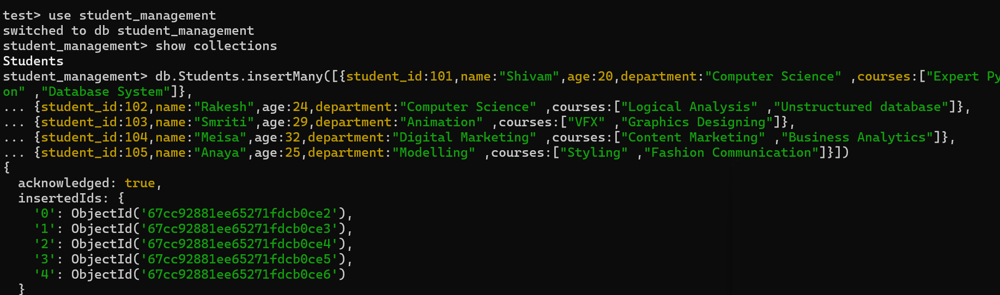 test> use student_management
switched to db student_management
student_management> show collections
Students
student_management> db.Students.insertMany([{student_id:101,name:"Shivam",age:20,department:"Computer Science" ,courses:["Expert Py
on" ,"Database System"]},
... {student_id:102,name:"Rakesh",age:24,department:"Computer Science" ,courses:["Logical Analysis" ,"Unstructured database"]},
... {student_id:103,name:"Smriti",age:29,department:"Animation" ,courses:["VFX" ,"Graphics Designing"]},
... {student_id:104,name:"Meisa",age:32,department:"Digital Marketing" ,courses:["Content Marketing" ,"Business Analytics"]},
... {student_id:105,name:"Anaya",age:25,department:"Modelling" ,courses:["Styling" ,"Fashion Communication"]}])
{
  acknowledged: true,
  insertedIds: {
    '0': ObjectId('67cc92881ee65271fdcb0ce2'),
    '1': ObjectId('67cc92881ee65271fdcb0ce3'),
    '2': ObjectId('67cc92881ee65271fdcb0ce4'),
    '3': ObjectId('67cc92881ee65271fdcb0ce5'),
    '4': ObjectId('67cc92881ee65271fdcb0ce6')
  }